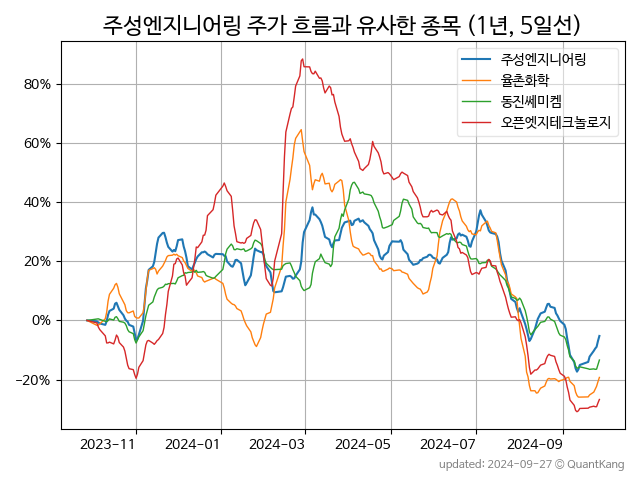 주성엔지니어링 주가 흐름과 유사한 종목 (1년, 5일선)
주성엔지니어링
율촌화학
동진쎄미켐
오픈엣지테크놀로지
80%
60%
40%
20%
0%
−20%
2023-11 2024-01 2024-03 2024-05 2024-07 2024-09
updated: 2024-09-27 © QuantKang